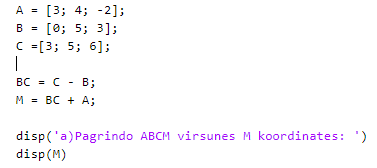 A = [3; 4; -2];
B = [0; 5; 3];
C =[3; 5; 6];
BC = C - B;
M = BC + A;
disp('a)Pagrindo ABCM virsunes M koordinates: ')
disp(M)